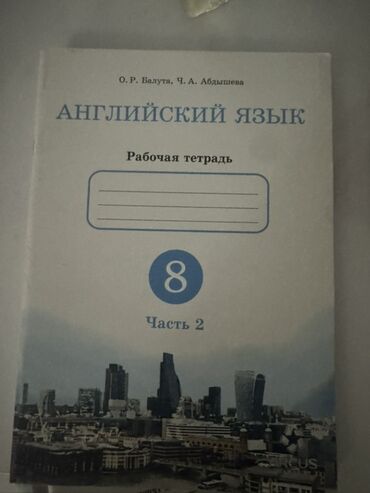 О. Р. Балута, Ч. А. Абдышева
АНГЛИЙСКИЙ ЯЗЫК
Рабочая тетрадь
8
Часть 2